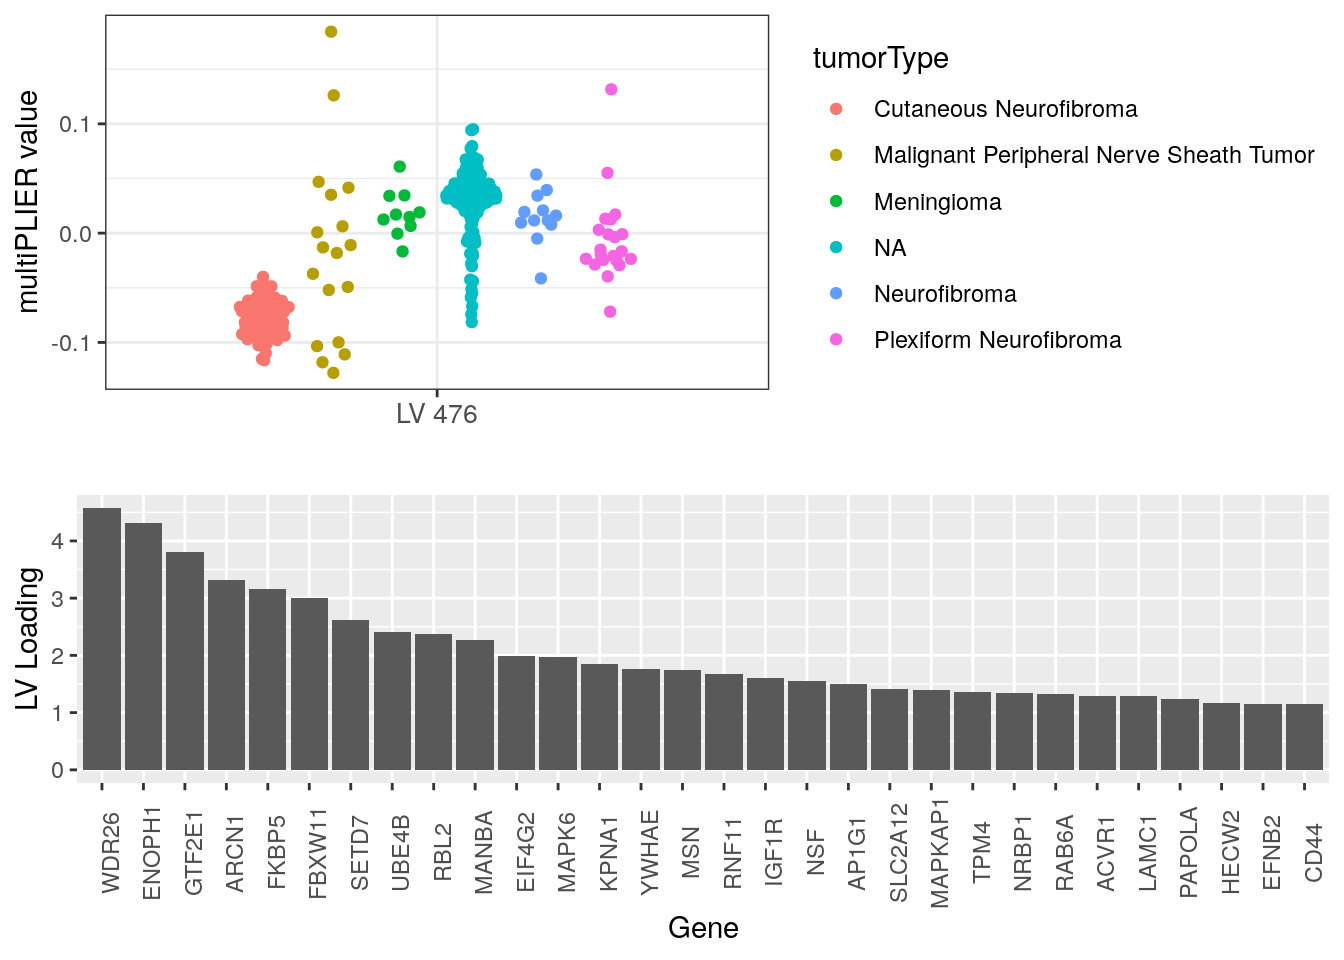 multiPLIER value
0.1
0.0
-0.1
LV 476
tumorType
Cutaneous Neurofibroma
Malignant Peripheral Nerve Sheath Tumor
Meningioma
NA
Neurofibroma
Plexiform Neurofibroma
LV Loading
4
3
2
1
0
WDR26
ENOPH1
GTF2E1
ARCN1
FKBP5
FBXW11
SETD7
UBE4B
RBL2
MANBA
EIF4G2
MAPK6
KPNA1
YWHAE
MSN
RNF11
IGF1R
NSF
AP1G1
SLC2A12
MAPKAP1
TPM4
NRBP1
RAB6A
ACVR1
LAMC1
PAPOLA
HECW2
EFNB2
CD44
Gene